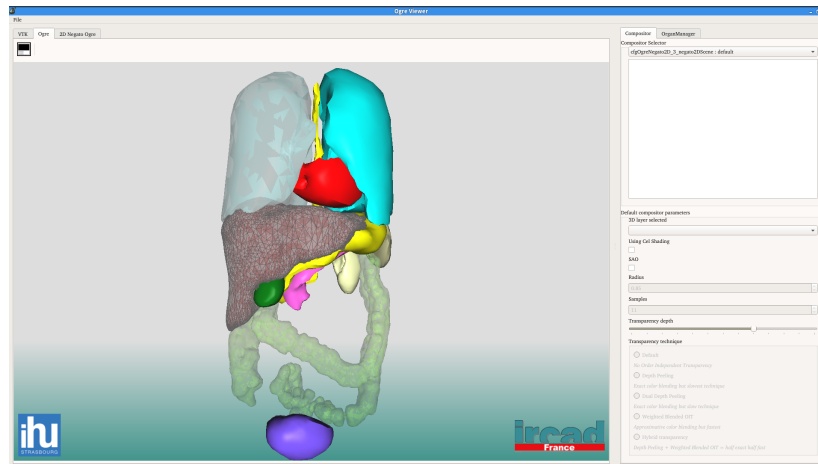 Ogre Viewer
File
VTK Ogre 2D Negato Ogre
Compositor OrganManager
Compositor Selector
cfgOgreNegato2D_3_negato2DScene : default
Default compositor parameters
3D layer selected
Using Cel Shading
SAO
Radius
Samples
Transparency depth
Transparency technique
Default
No Order Independent Transparency
Depth Peeling
Exact color blending but slowest technique
Dual Depth Peeling
Exact color blending but slow technique
Weighted Blended OIT
Approximative color blending but fastest
Hybrid transparency
Depth Peeling + Weighted Blended OIT = Half exact half fast
ihu
STRASBOURG
ircad
France